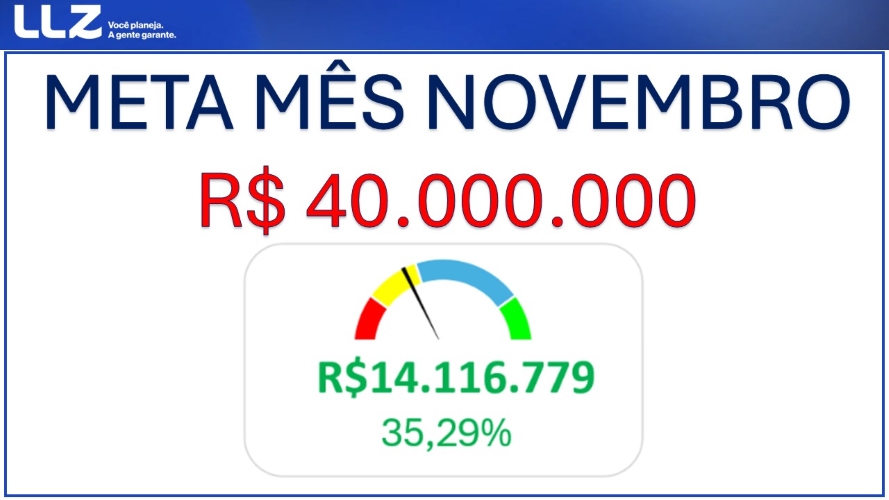 LLZ
Você planeja.
A gente garante.
META MÊS NOVEMBRO
R$ 40.000.000
R$14.116.779
35,29%